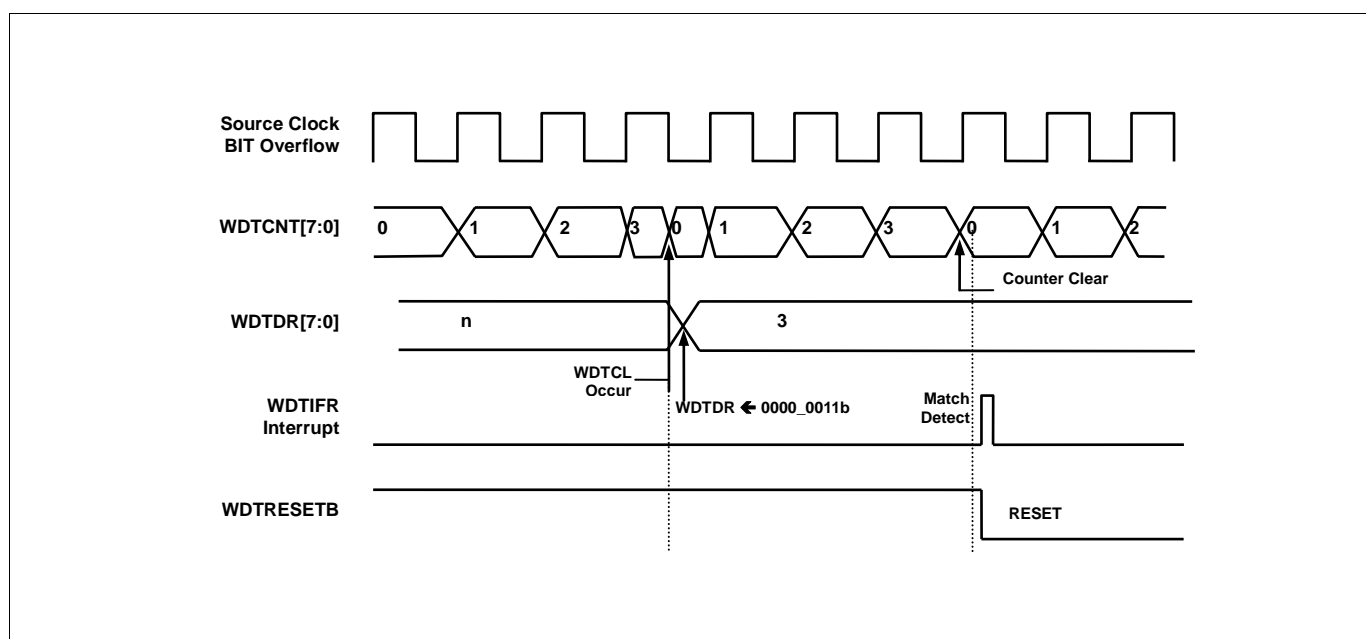 Source Clock
BIT Overflow
WDTCNT[7:0]
0 1 2 3 0 1 2 3 0 1 2
Counter Clear
WDTDR[7:0]
n
3
WDTCL
Occur
WDTDR 🡸 0000_0011b
WDTIFR
Interrupt
Match
Detect
WDTRESETB
RESET